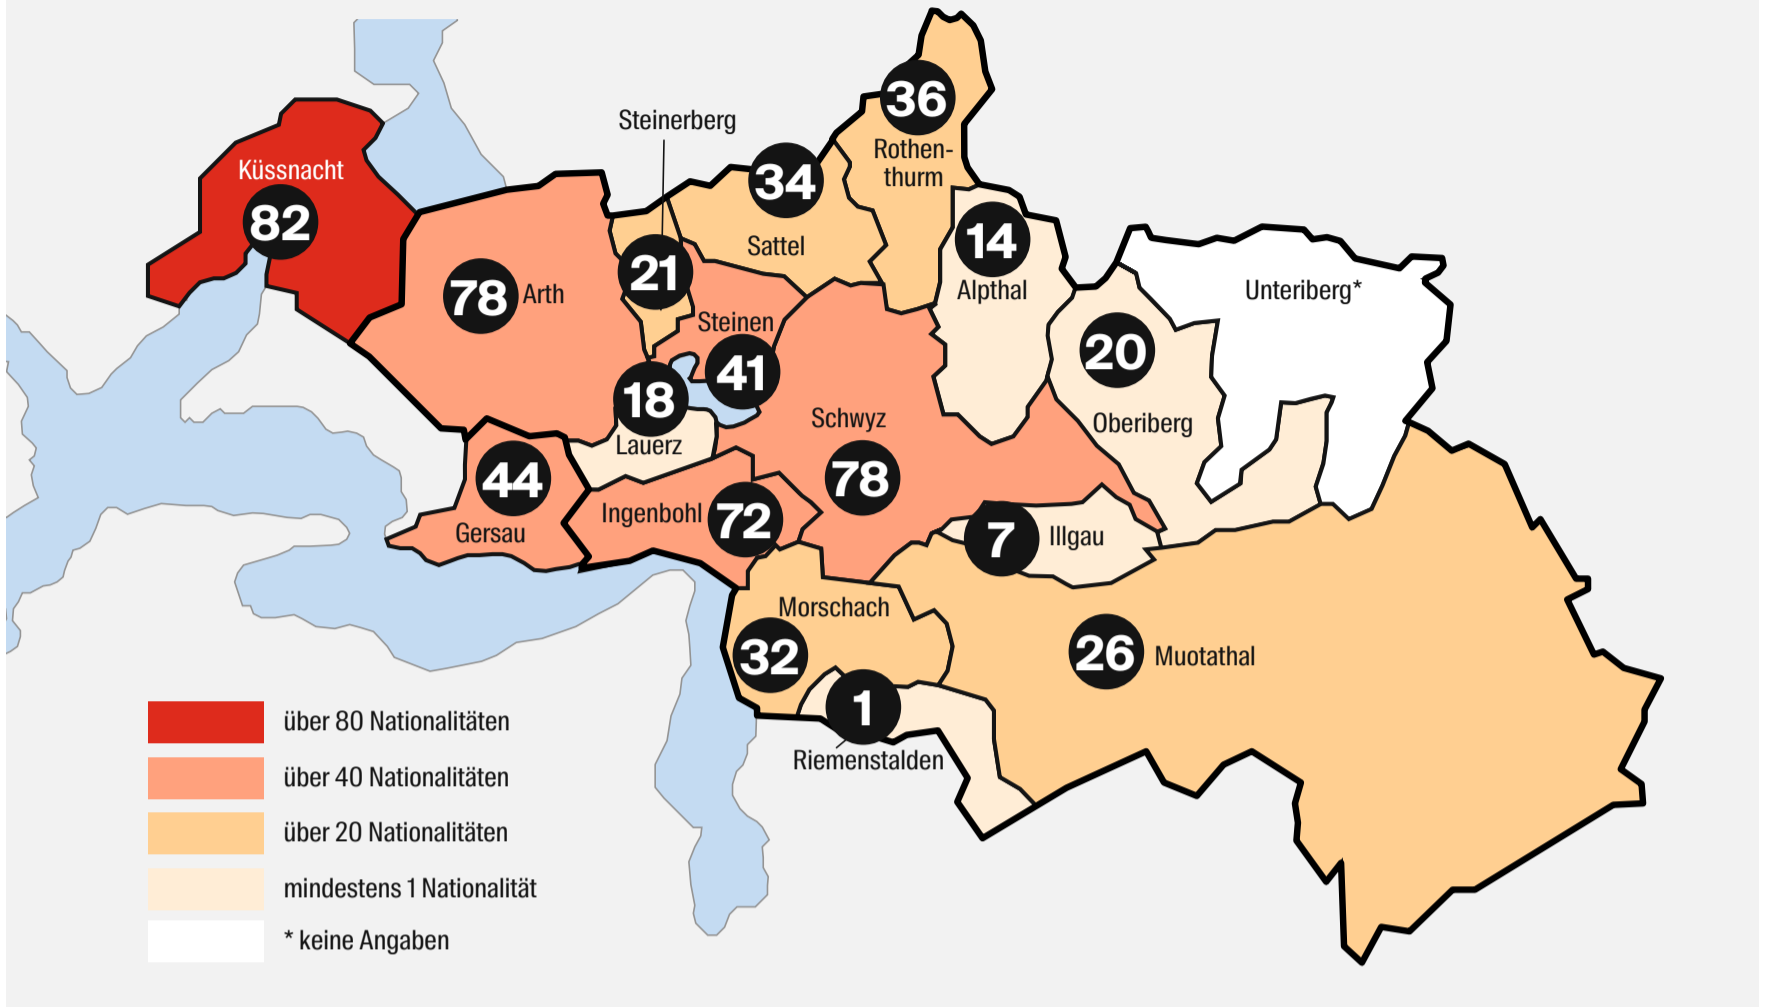 36
Steinerberg
Rothen-
thurm
34
Küssnacht
82
Sattel
14
Alpthal
21
78 Arth
Unteriberg*
Steinen
41
20
18
Lauerz
Schwyz
78
Oberiberg
44
Gersau
Ingenbohl 72
7 Illgau
Morschach
32
26 Muotathal
1
Riemenstalden
über 80 Nationalitäten
über 40 Nationalitäten
über 20 Nationalitäten
mindestens 1 Nationalität
* keine Angaben